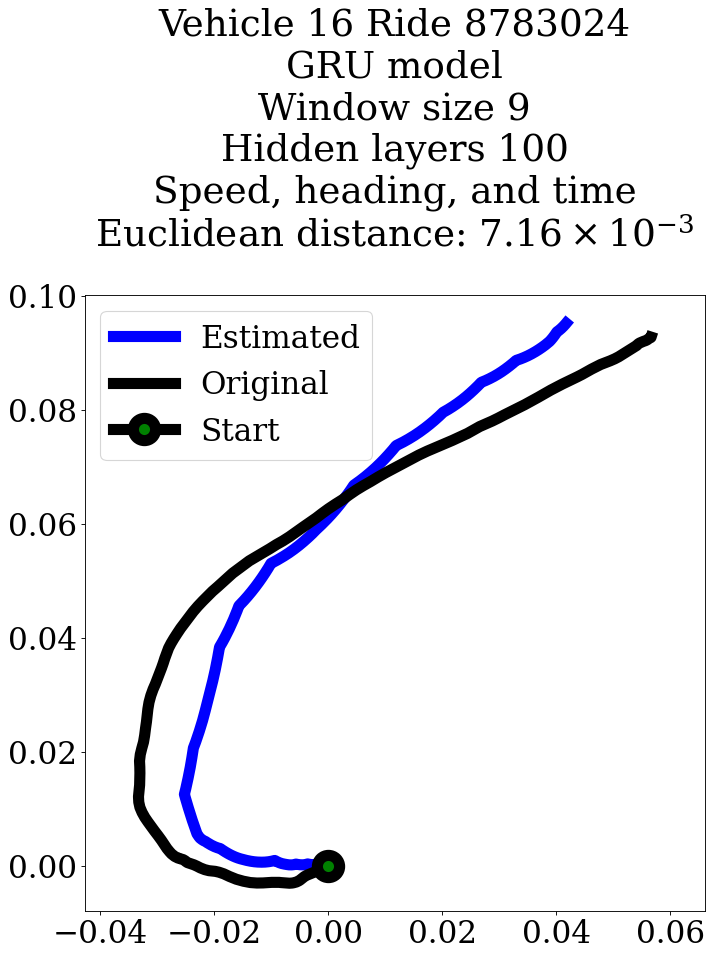 Vehicle 16 Ride 8783024
GRU model
Window size 9
Hidden layers 100
Speed, heading, and time
Euclidean distance: 7.16 × 10⁻³
0.10
0.08
0.06
0.04
0.02
0.00
Estimated
Original
Start
−0.04 −0.02 0.00 0.02 0.04 0.06